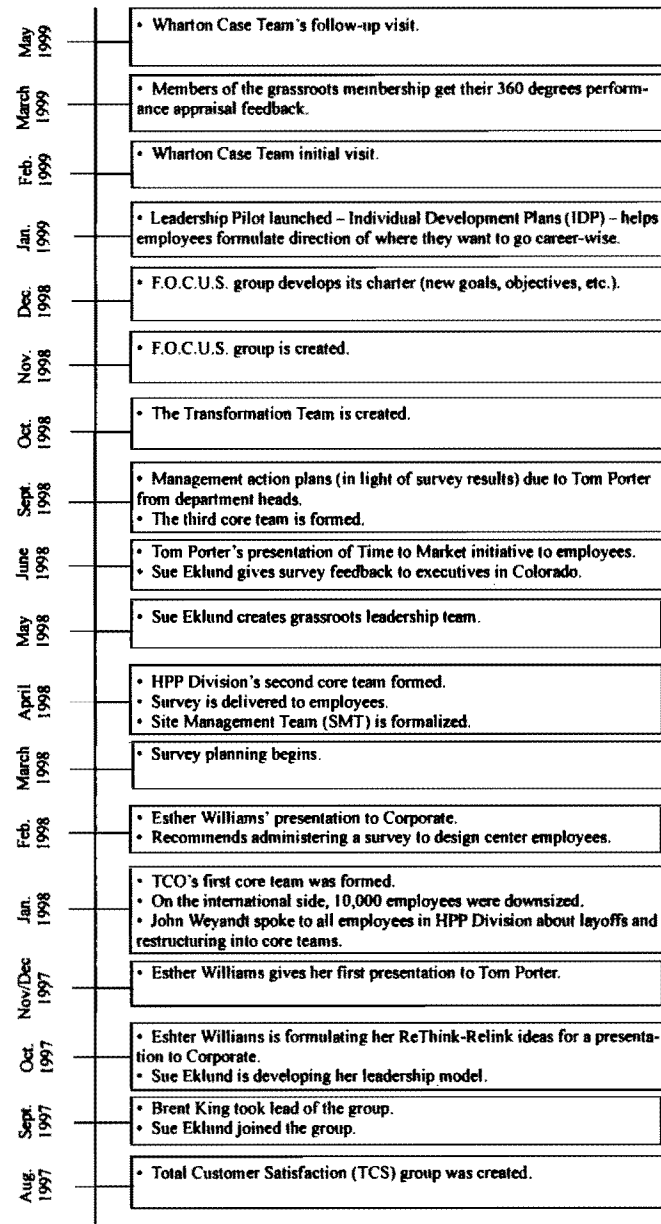 May
1999
• Wharton Case Team's follow-up visit.
March
1999
• Members of the grassroots membership get their 360 degrees perform-
ance appraisal feedback.
Feb.
1999
Wharton Case Team initial visit.
Jan.
1999
• Leadership Pilot launched – Individual Development Plans (IDP) – helps
employees formulate direction of where they want to go career-wise.
Dec.
1998
• F.O.C.U.S. group develops its charter (new goals, objectives, etc.).
Nov.
1998
• F.O.C.U.S. group is created.
Oct.
1998
• The Transformation Team is created.
Sept.
1998
• Management action plans (in light of survey results) due to Tom Porter
from department heads.
• The third core team is formed.
June
1998
• Tom Porter's presentation of Time to Market initiative to employees.
• Sue Eklund gives survey feedback to executives in Colorado.
May
1998
• Sue Eklund creates grassroots leadership team.
April
1998
• HPP Division's second core team formed.
• Survey is delivered to employees.
• Site Management Team (SMT) is formalized.
March
1998
• Survey planning begins.
Feb.
1998
• Esther Williams' presentation to Corporate.
• Recommends administering a survey to design center employees.
Jan.
1998
• TCO's first core team was formed.
• On the international side, 10,000 employees were downsized.
• John Weyandt spoke to all employees in HPP Division about layoffs and
restructuring into core teams.
Nov/Dec
1997
• Esther Williams gives her first presentation to Tom Porter.
Oct.
1997
• Eshter Williams is formulating her ReThink-Relink ideas for a presenta-
tion to Corporate.
• Sue Eklund is developing her leadership model.
Sept.
1997
• Brent King took lead of the group.
• Sue Eklund joined the group.
Aug.
1997
• Total Customer Satisfaction (TCS) group was created.